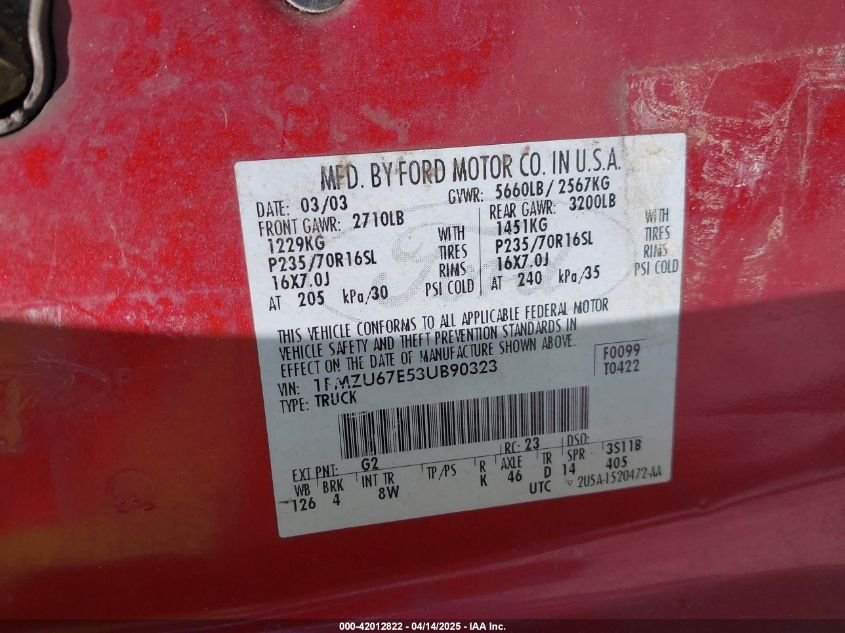 MFD. BY FORD MOTOR CO. IN U.S.A.
DATE: 03/03 GVWR: 5660LB/ 2567KG
FRONT GAWR: 2710LB REAR GAWR: 3200LB
1229KG WITH 1451KG WITH
P235/70R16SL TIRES P235/70R16SL TIRES
16X7.0J RIMS 16X7.0J RIMS
AT 205 kPa/30 PSI COLD AT 240 kPa/35 PSI COLD
THIS VEHICLE CONFORMS TO ALL APPLICABLE FEDERAL MOTOR
VEHICLE SAFETY AND THEFT PREVENTION STANDARDS IN
EFFECT ON THE DATE OF MANUFACTURE SHOWN ABOVE.
VIN: 1FMZU67E53UB90323 F0099
TYPE: TRUCK T0422
EXT PNT: G2 RC: 23 DSO:
WB BRK INT TR TP/PS R AXLE TR SPR 3S11B
126 4 8W K 46 D 14 405
UTC 2U5A-1520472-AA
Ford
000-42012822 - 04/14/2025 - IAA Inc.